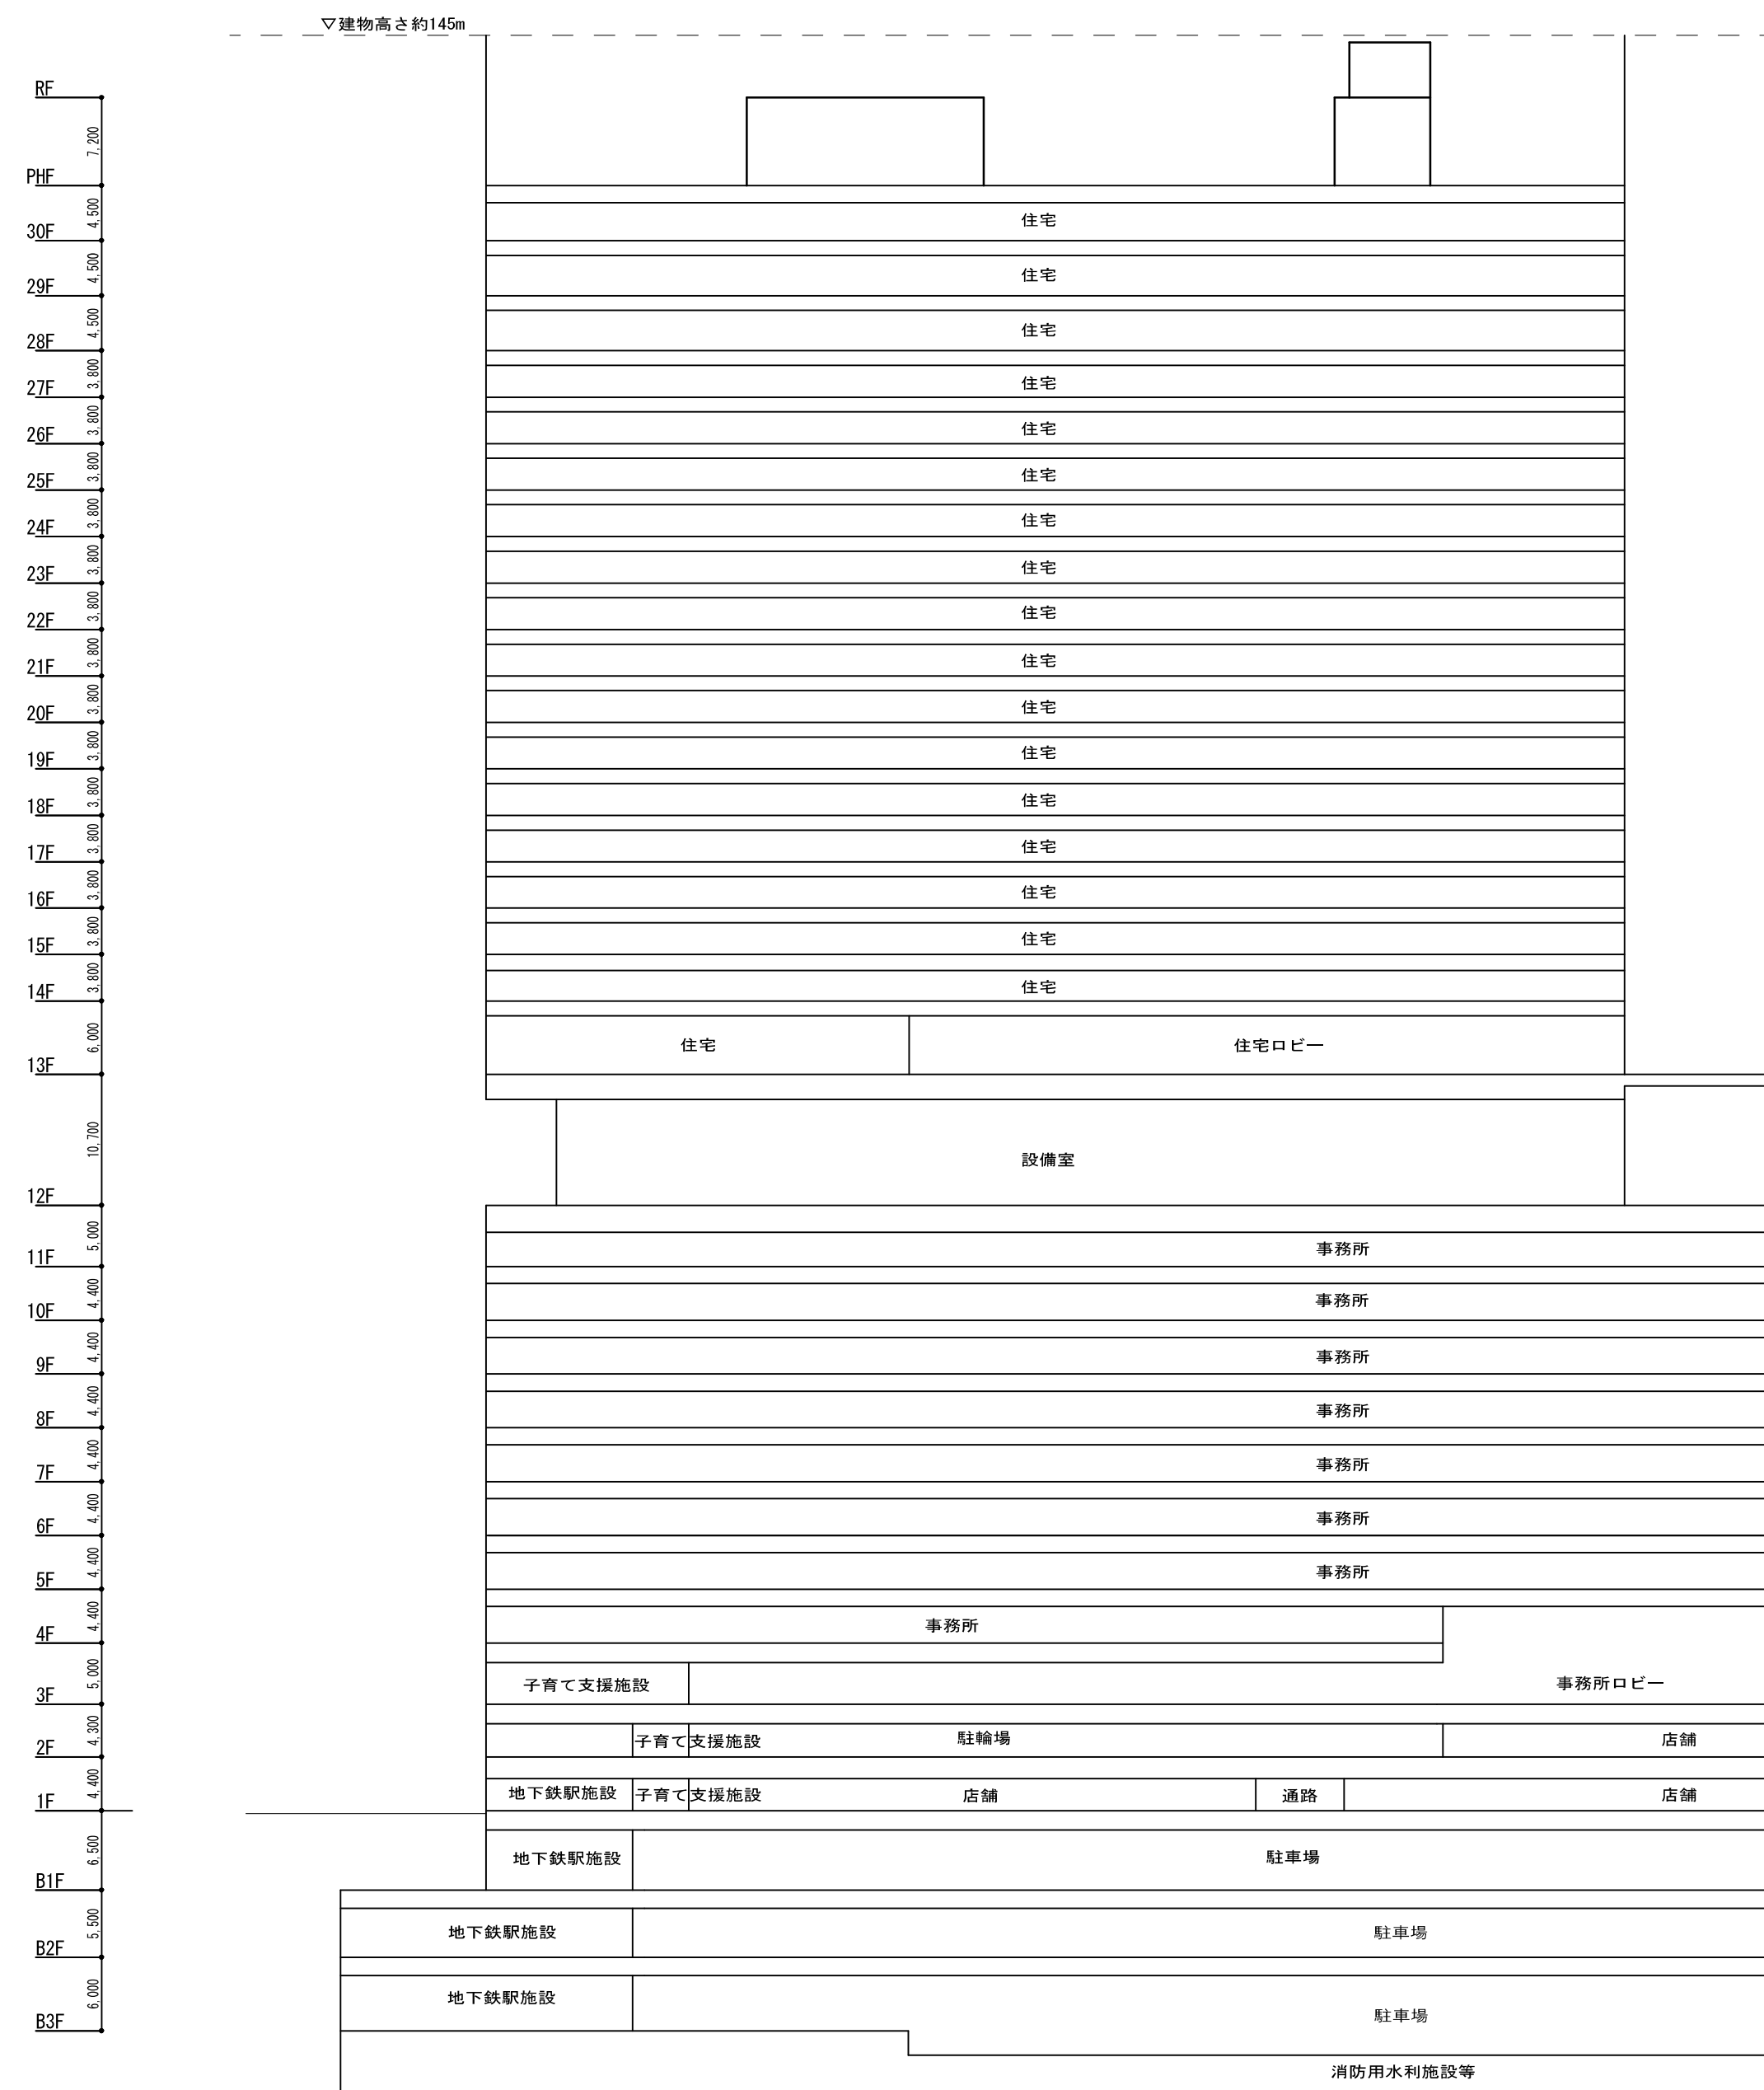 ▽建物高さ約145m
RF
7,200
PHF
4,500
住宅
30F
4,500
住宅
29F
4,500
住宅
28F
3,800
住宅
27F
3,800
住宅
26F
3,800
住宅
25F
3,800
住宅
24F
3,800
住宅
23F
3,800
住宅
22F
3,800
住宅
21F
3,800
住宅
20F
3,800
住宅
19F
3,800
住宅
18F
3,800
住宅
17F
3,800
住宅
16F
3,800
住宅
15F
3,800
住宅
14F
6,000
住宅 住宅ロビー
13F
10,700
設備室
12F
5,000
事務所
11F
4,400
事務所
10F
4,400
事務所
9F
4,400
事務所
8F
4,400
事務所
7F
4,400
事務所
6F
4,400
事務所
5F
4,400
事務所
4F
5,000
子育て支援施設 事務所ロビー
3F
4,300
子育て支援施設 駐輪場 店舗
2F
4,400
地下鉄駅施設 子育て支援施設 店舗 通路 店舗
1F
6,500
地下鉄駅施設 駐車場
B1F
5,500
地下鉄駅施設 駐車場
B2F
6,000
地下鉄駅施設 駐車場
B3F
消防用水利施設等